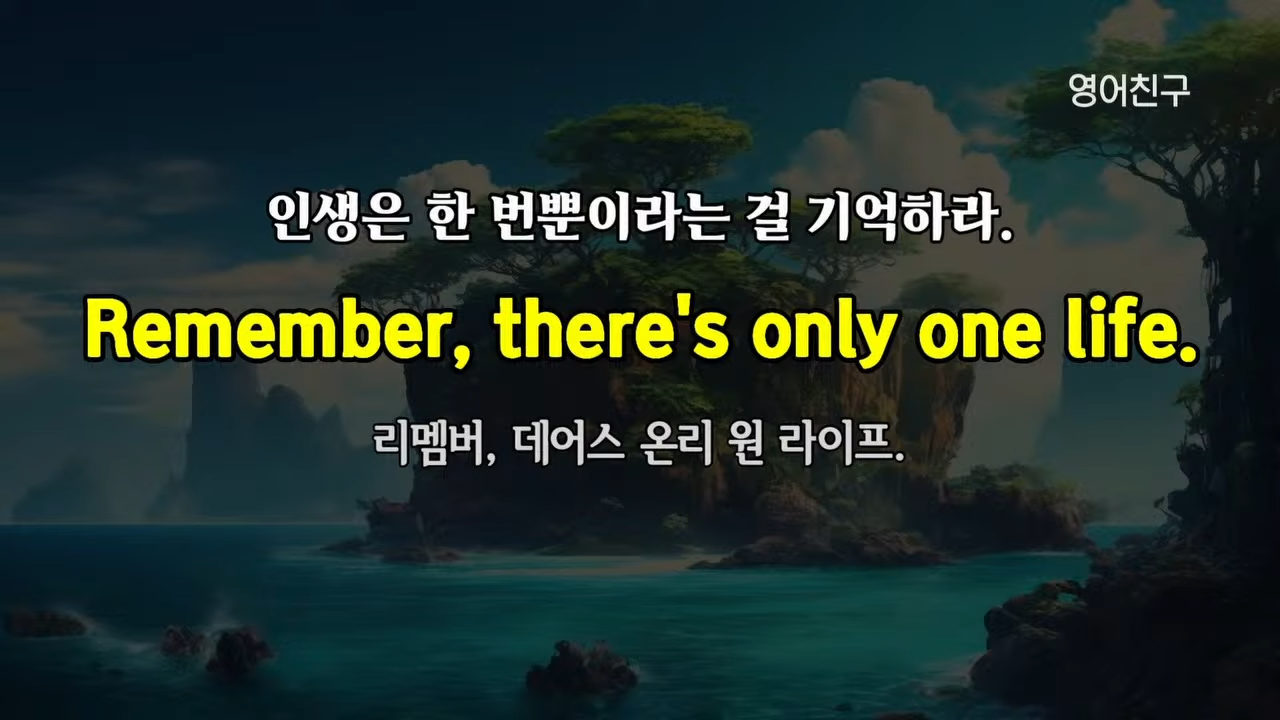 영어친구
인생은 한 번뿐이라는 걸 기억하라.
Remember, there's only one life.
리멤버, 데어스 온리 원 라이프.